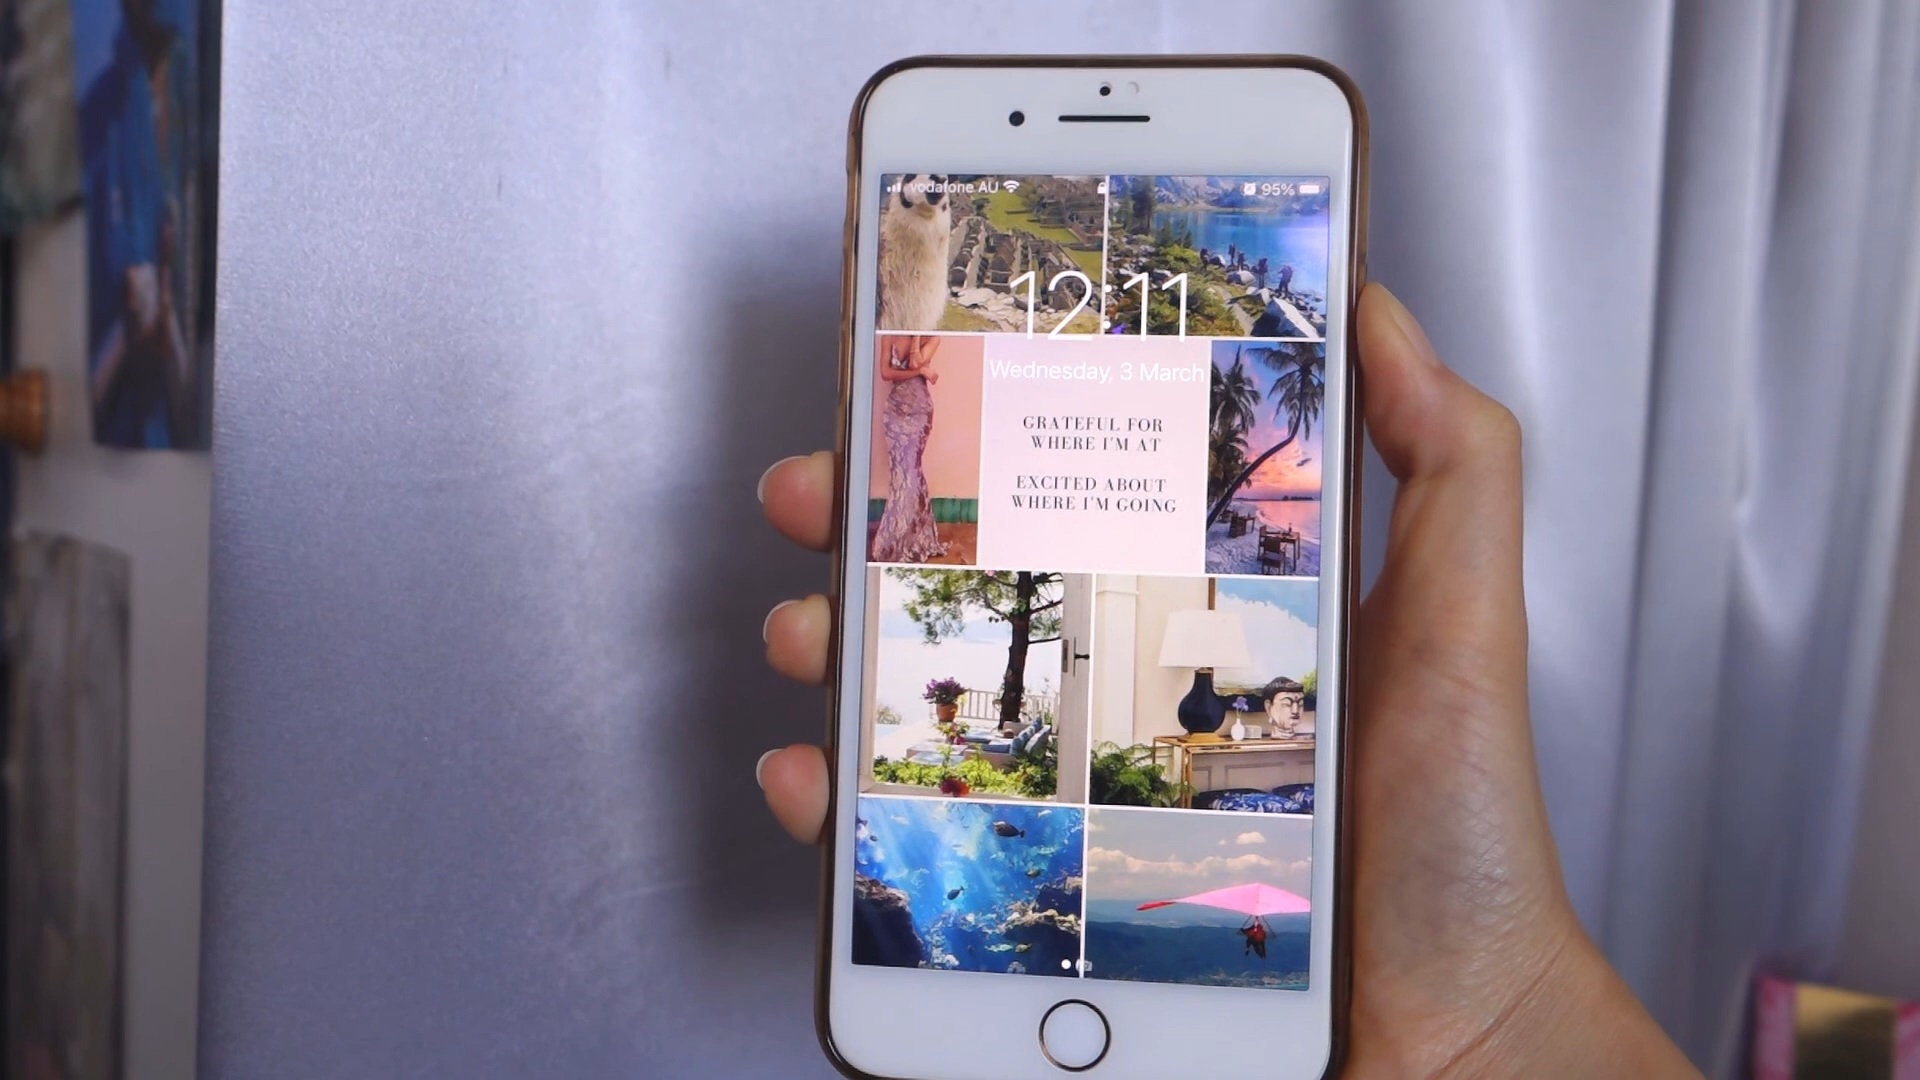 vodafone AU 95%
12:11
Wednesday, 3 March
GRATEFUL FOR
WHERE I'M AT
EXCITED ABOUT
WHERE I'M GOING